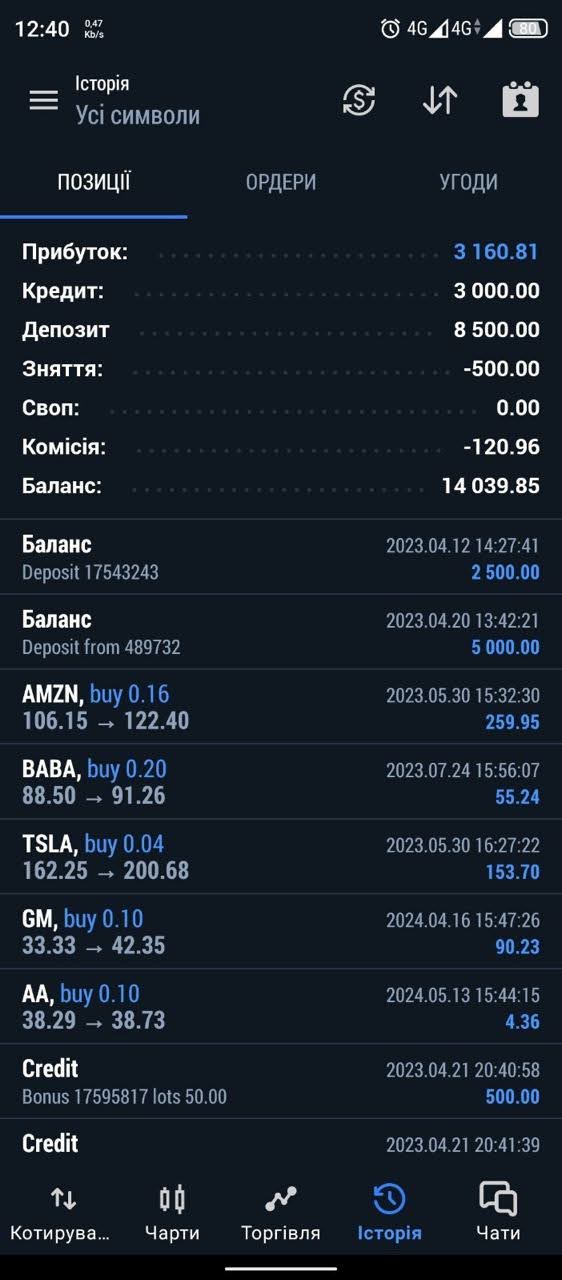 12:40 0,47 Kb/s 4G 4G 80
Історія
Усі символи
ПОЗИЦІЇ ОРДЕРИ УГОДИ
Прибуток: 3 160.81
Кредит: 3 000.00
Депозит 8 500.00
Зняття: -500.00
Своп: 0.00
Комісія: -120.96
Баланс: 14 039.85
Баланс 2023.04.12 14:27:41
Deposit 17543243 2 500.00
Баланс 2023.04.20 13:42:21
Deposit from 489732 5 000.00
AMZN, buy 0.16 2023.05.30 15:32:30
106.15 → 122.40 259.95
BABA, buy 0.20 2023.07.24 15:56:07
88.50 → 91.26 55.24
TSLA, buy 0.04 2023.05.30 16:27:22
162.25 → 200.68 153.70
GM, buy 0.10 2024.04.16 15:47:26
33.33 → 42.35 90.23
AA, buy 0.10 2024.05.13 15:44:15
38.29 → 38.73 4.36
Credit 2023.04.21 20:40:58
Bonus 17595817 lots 50.00 500.00
Credit 2023.04.21 20:41:39
Котирува... Чарти Торгівля Історія Чати